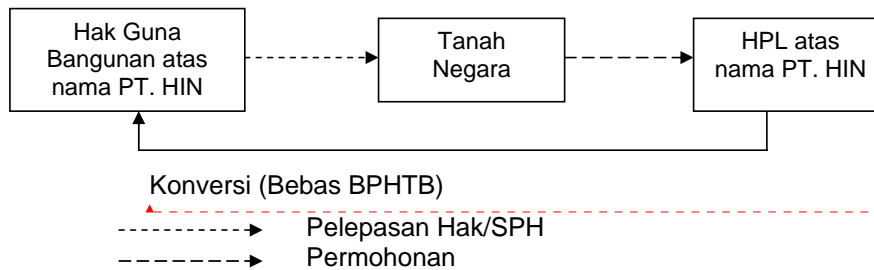 Hak Guna
Bangunan atas
nama PT. HIN
Tanah
Negara
HPL atas
nama PT. HIN
Konversi (Bebas BPHTB)
Pelepasan Hak/SPH
Permohonan